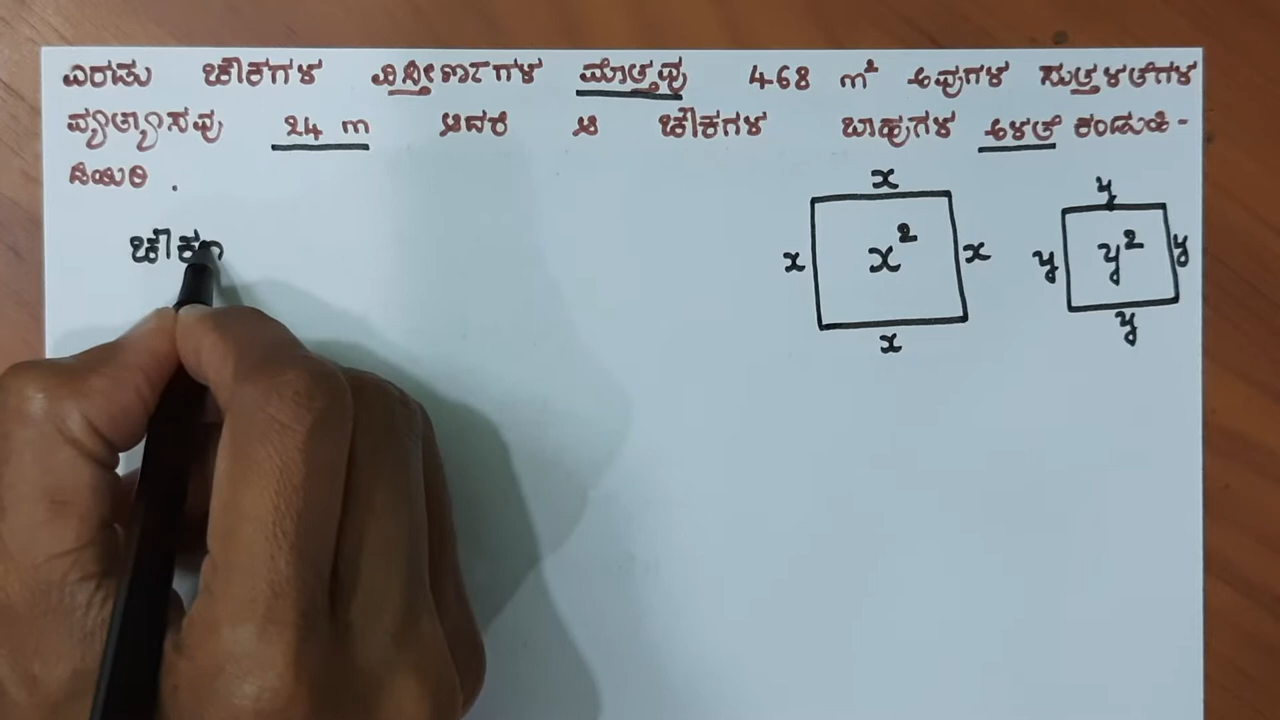 ಎರಡು ಚೌಕಗಳ ವಿಸ್ತೀರ್ಣಗಳ ಮೊತ್ತವು 468 m² ಅವುಗಳ ಸುತ್ತಳತೆಗಳ
ವ್ಯತ್ಯಾಸವು 24 m ಆದರೆ ಆ ಚೌಕಗಳ ಬಾಹುಗಳ ಅಳತೆ ಕಂಡುಹಿ-
ಡಿಯಿರಿ .
x
y
x x² x
y y² y
x
y